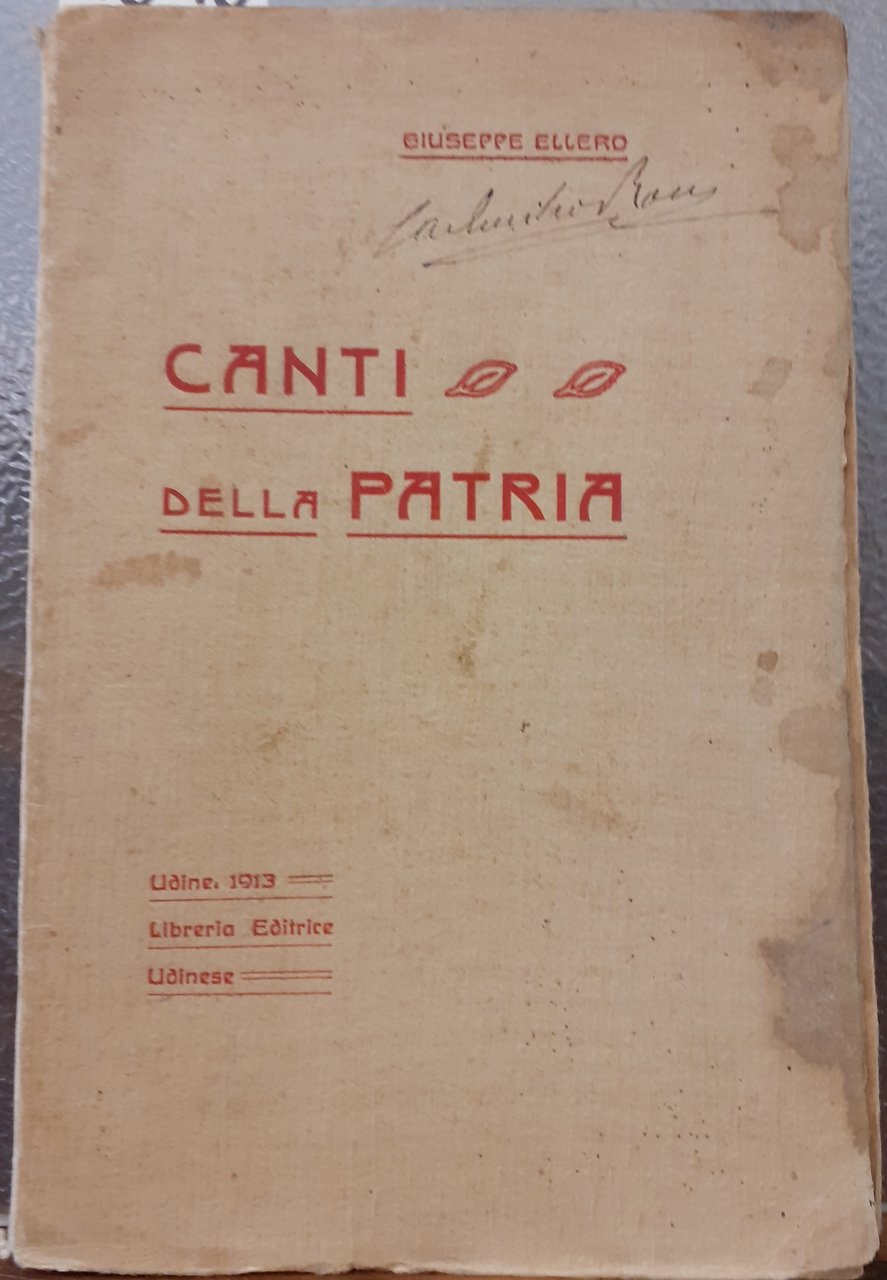 GIUSEPPE ELLERO
CANTI
DELLA PATRIA
Udine, 1913
Libreria Editrice
Udinese